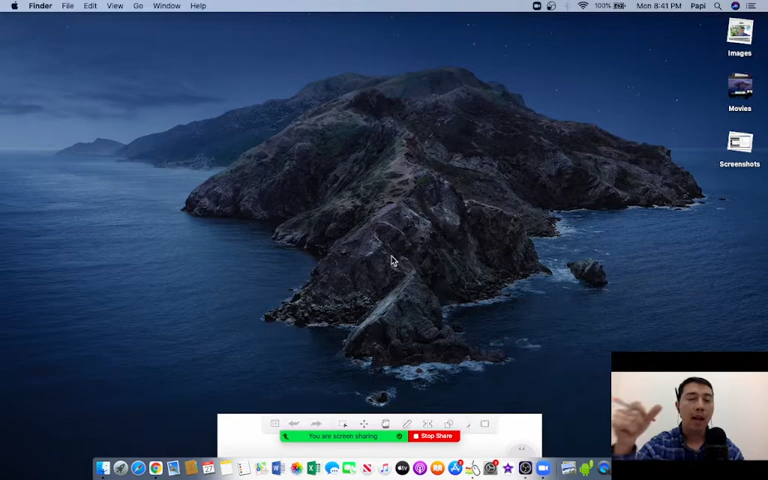 Finder File Edit View Go Window Help 100% Mon 8:41 PM Papi
Images
Movies
Screenshots
You are screen sharing Stop Share